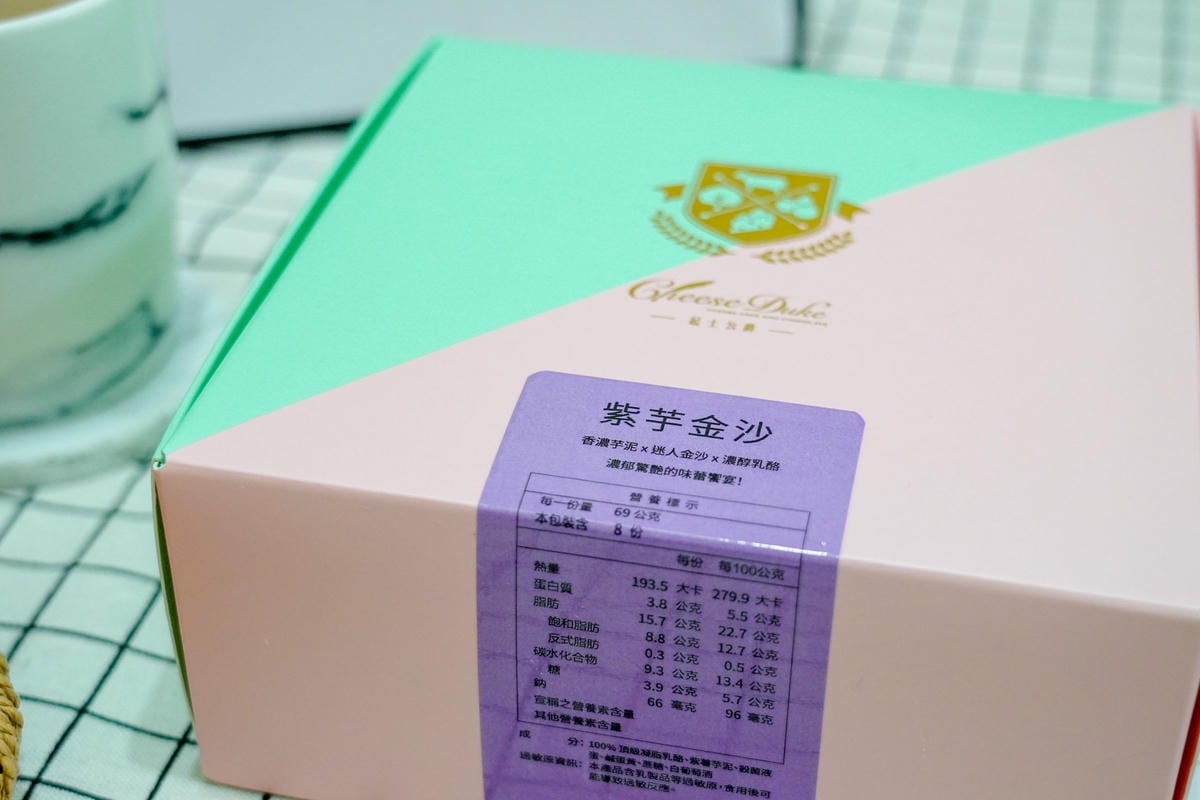 Cheese Duke
起士公爵
紫芋金沙
香濃芋泥 x 迷人金沙 x 濃醇乳酪
濃郁驚艷的味蕾饗宴!
營養標示
每一份量 69 公克
本包裝含 8 份
每份 每100公克
熱量 193.5 大卡 279.9 大卡
蛋白質 3.8 公克 5.5 公克
脂肪 15.7 公克 22.7 公克
飽和脂肪 8.8 公克 12.7 公克
反式脂肪 0.3 公克 0.5 公克
碳水化合物 9.3 公克 13.4 公克
糖 3.9 公克 5.7 公克
鈉 66 毫克 96 毫克
宣稱之營養素含量
其他營養素含量
成 分: 100% 頂級凝脂乳酪、紫薯芋泥、殺菌液
蛋、鹹蛋黃、蔗糖、白葡萄酒
過敏原資訊: 本產品含乳製品等過敏原,食用後可
能導致過敏反應。